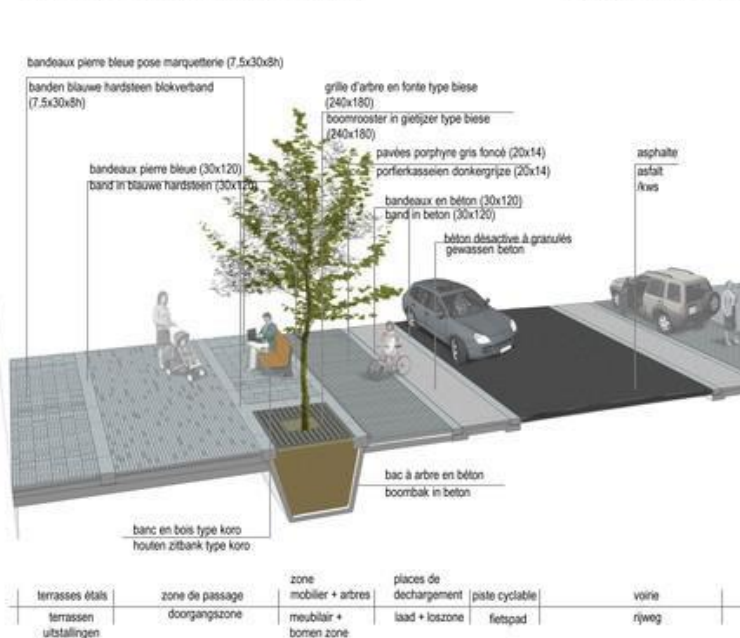 bandeaux pierre bleue pose marquetterie (7,5x30x8h)
banden blauwe hardsteen blokverband
(7,5x30x8h)
grille d'arbre en fonte type biese
(240x180)
boomrooster in gietijzer type biese
(240x180)
pavées porphyre gris foncé (20x14)
porfierkasseien donkergrijze (20x14)
asphalte
asfalt
/kws
bandeaux pierre bleue (30x120)
band in blauwe hardsteen (30x120)
bandeaux en béton (30x120)
band in beton (30x120)
béton désactive à granulés
gewassen beton
bac à arbre en béton
boombak in beton
banc en bois type koro
houten zitbank type koro
terrasses étals
terrassen
uitstallingen
zone de passage
doorgangszone
zone
mobilier + arbres
meubilair +
bomen zone
places de
dechargement
laad + loszone
piste cyclable
fietspad
voirie
rijweg